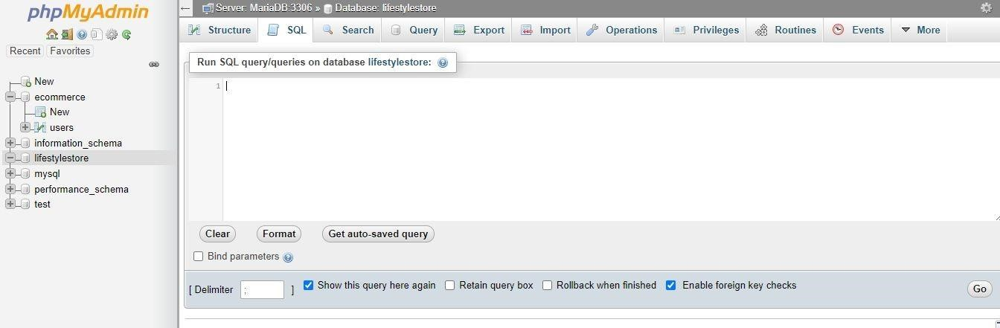 phpMyAdmin
Recent Favorites
New
ecommerce
New
users
information_schema
lifestylestore
mysql
performance_schema
test
Server: MariaDB:3306 » Database: lifestylestore
Structure SQL Search Query Export Import Operations Privileges Routines Events More
Run SQL query/queries on database lifestylestore:
1
Clear Format Get auto-saved query
Bind parameters
[ Delimiter ; ] Show this query here again Retain query box Rollback when finished Enable foreign key checks Go